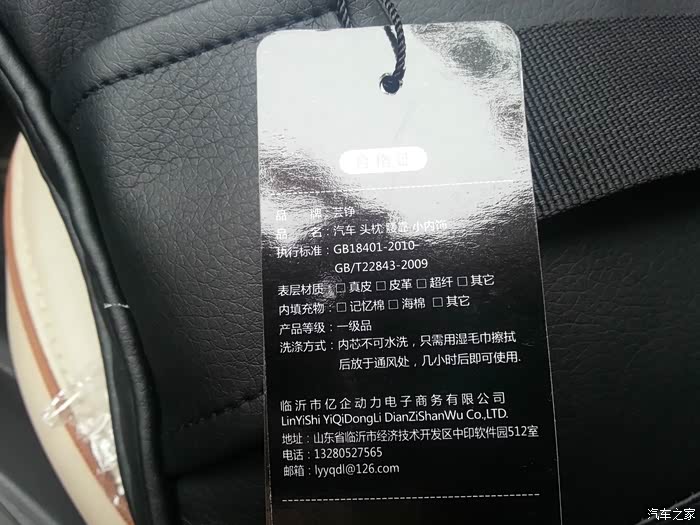 合格证
品 牌：芸铮
品 名：汽车 头枕 腰靠 小内饰
执行标准：GB18401-2010-
GB/T22843-2009
表层材质：□ 真皮 □ 皮革 □ 超纤 □ 其它
内填充物：□ 记忆棉 □ 海棉 □ 其它
产品等级：一级品
洗涤方式：内芯不可水洗，只需用湿毛巾擦拭
后放于通风处，几小时后即可使用.
临沂市亿企动力电子商务有限公司
LinYiShi YiQiDongLi DianZiShanWu Co.,LTD.
地址：山东省临沂市经济技术开发区中印软件园512室
电话：13280527565
邮箱：lyyqdl@126.com
汽车之家